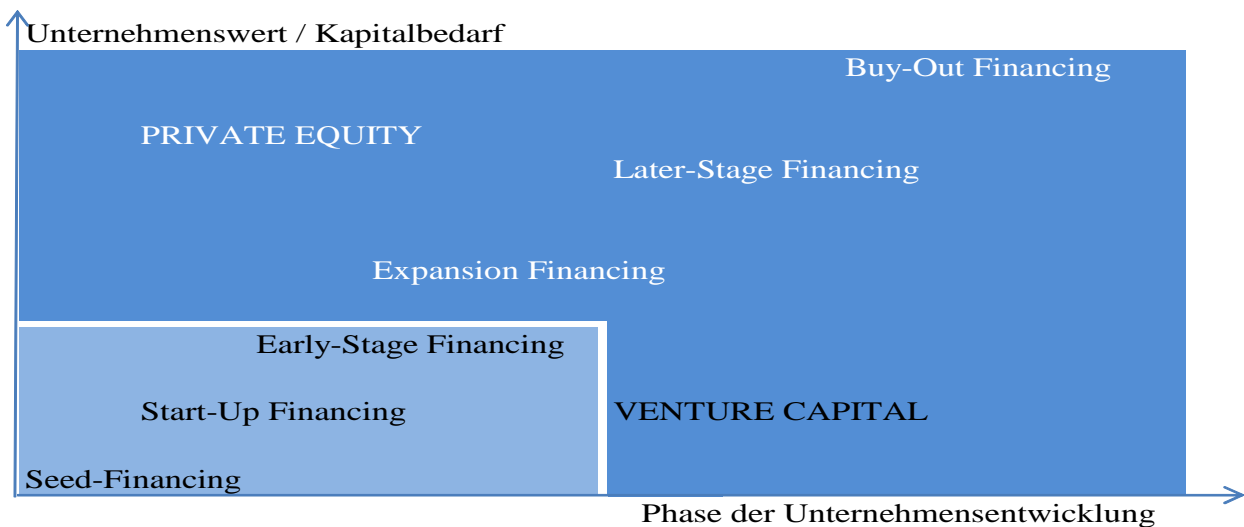 Unternehmenswert / Kapitalbedarf
Buy-Out Financing
PRIVATE EQUITY
Later-Stage Financing
Expansion Financing
Early-Stage Financing
Start-Up Financing
VENTURE CAPITAL
Seed-Financing
Phase der Unternehmensentwicklung